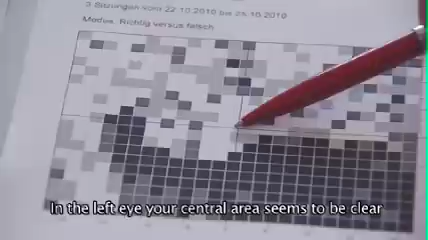 3 Sitzungen vom 22.10.2010 bis 25.10.2010
Modus: Richtig versus falsch
In the left eye your central area seems to be clear